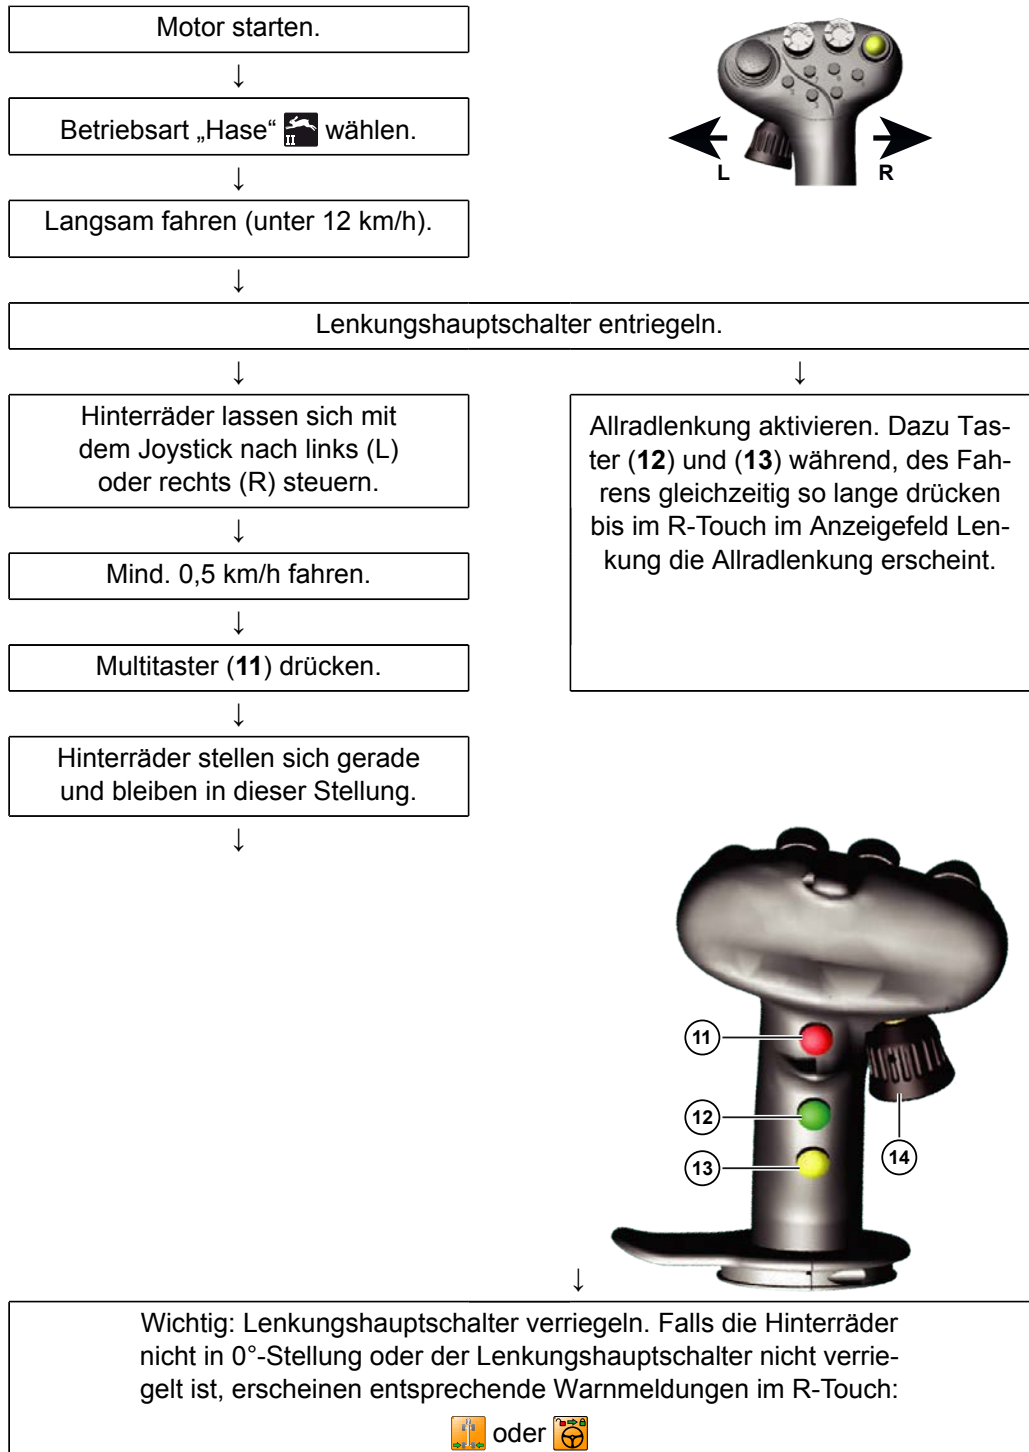 Motor starten.
↓
Betriebsart „Hase“ II wählen.
↓
Langsam fahren (unter 12 km/h).
L R
↓
Lenkungshauptschalter entriegeln.
↓ ↓
Hinterräder lassen sich mit
dem Joystick nach links (L)
oder rechts (R) steuern.
↓
Mind. 0,5 km/h fahren.
↓
Multitaster (11) drücken.
↓
Hinterräder stellen sich gerade
und bleiben in dieser Stellung.
↓
Allradlenkung aktivieren. Dazu Tas-
ter (12) und (13) während, des Fah-
rens gleichzeitig so lange drücken
bis im R-Touch im Anzeigefeld Len-
kung die Allradlenkung erscheint.
11
12
13
14
↓
Wichtig: Lenkungshauptschalter verriegeln. Falls die Hinterräder
nicht in 0°-Stellung oder der Lenkungshauptschalter nicht verrie-
gelt ist, erscheinen entsprechende Warnmeldungen im R-Touch:
oder